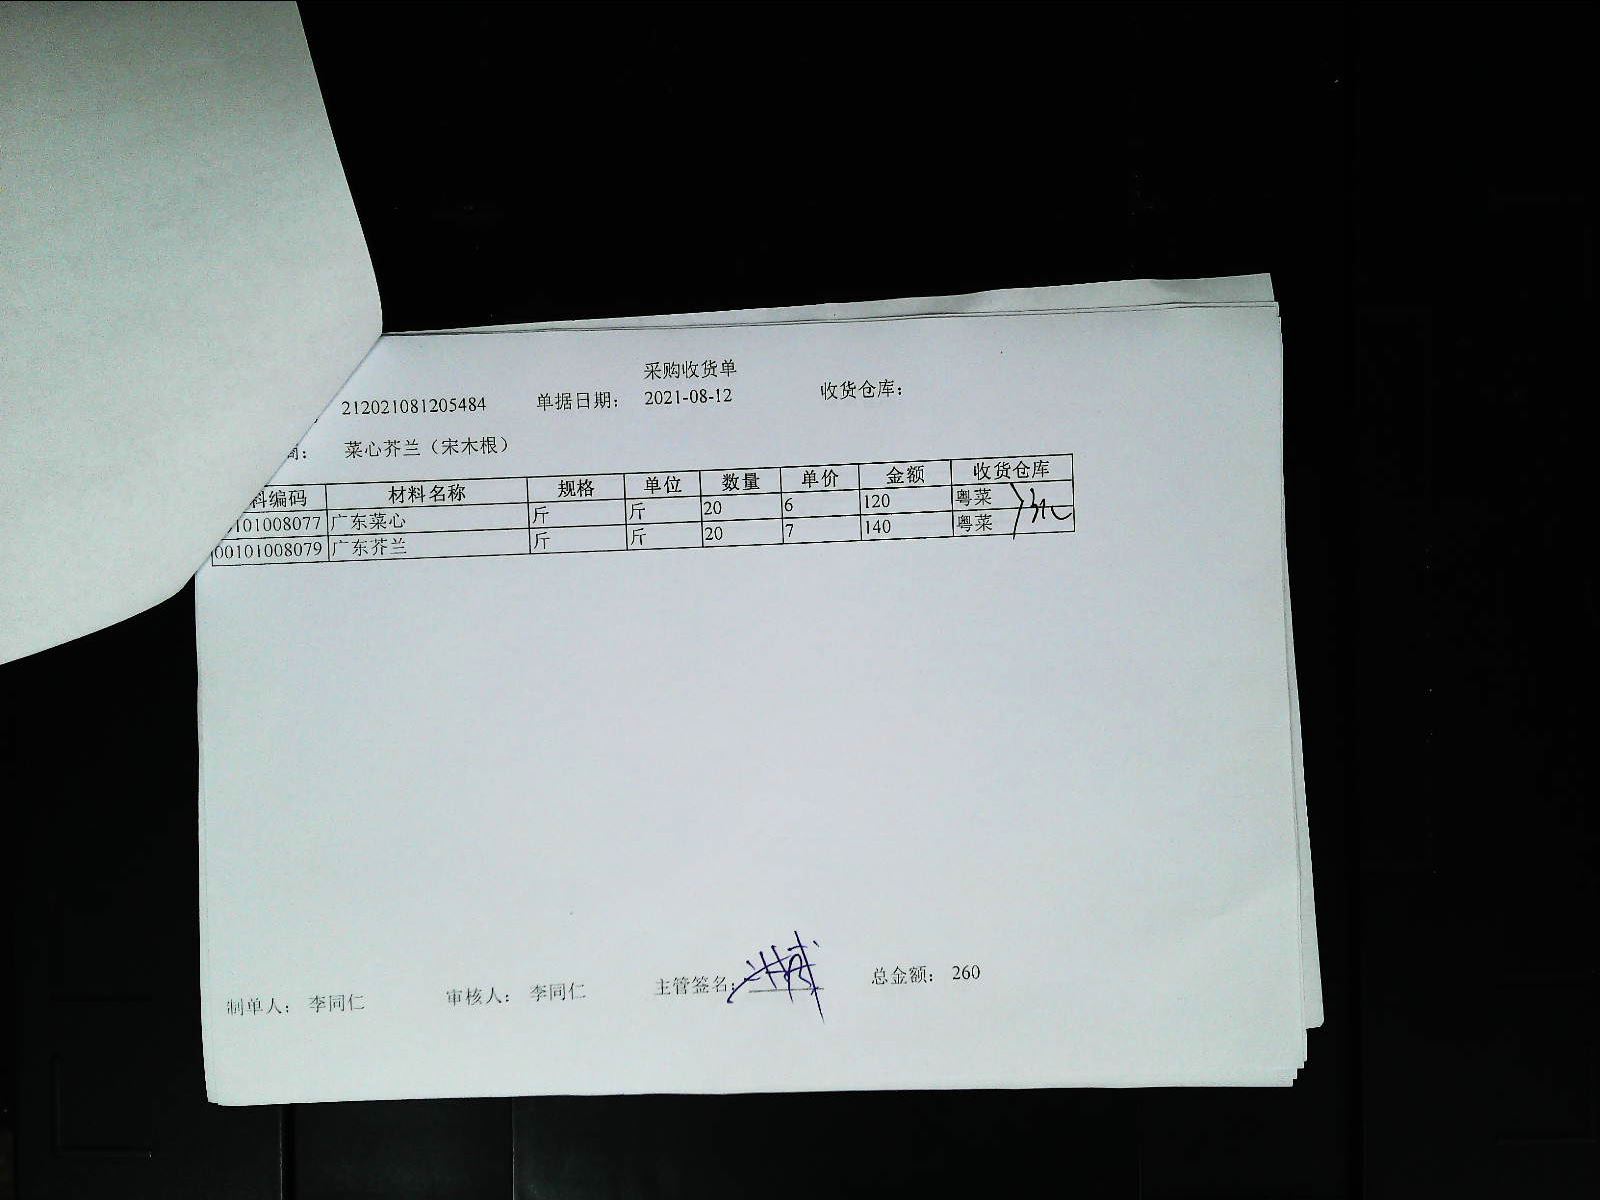 采购收货单
212021081205484 单据日期: 2021-08-12 收货仓库:
商: 菜心芥兰（宋木根）
料编码 材料名称 规格 单位 数量 单价 金额 收货仓库
101008077 广东菜心 斤 斤 20 6 120 粤菜
00101008079 广东芥兰 斤 斤 20 7 140 粤菜
制单人: 李同仁 审核人: 李同仁 主管签名: 总金额: 260